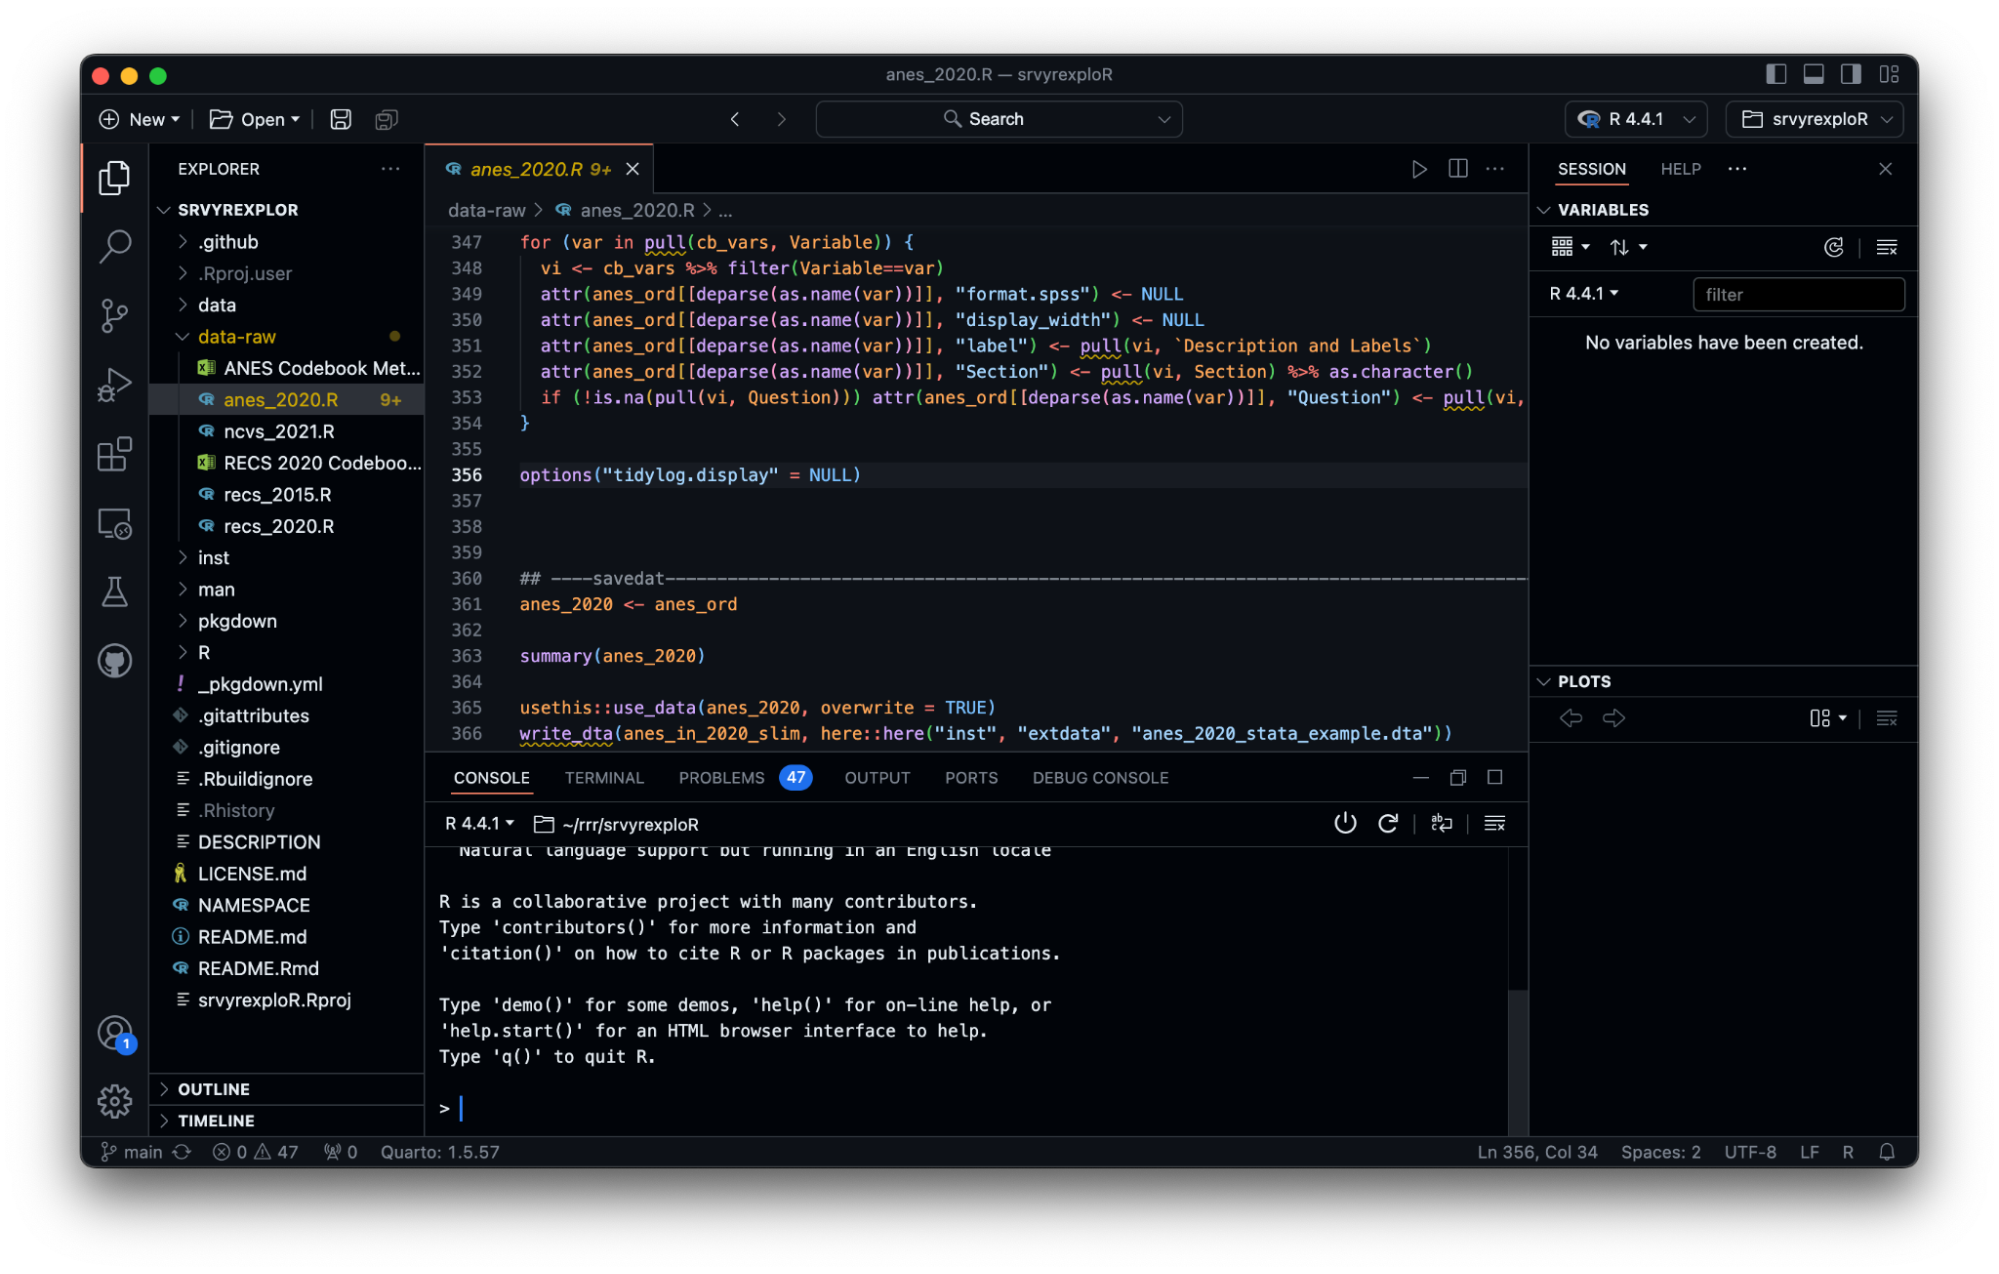 anes_2020.R — srvyrexploR
New
Open
Search
R 4.4.1
srvyrexploR
EXPLORER
SRVYREXPLOR
.github
.Rproj.user
data
data-raw
ANES Codebook Met...
anes_2020.R 9+
ncvs_2021.R
RECS 2020 Codeboo...
recs_2015.R
recs_2020.R
inst
man
pkgdown
R
! _pkgdown.yml
.gitattributes
.gitignore
.Rbuildignore
.Rhistory
DESCRIPTION
LICENSE.md
NAMESPACE
README.md
README.Rmd
srvyrexploR.Rproj
OUTLINE
TIMELINE
1
anes_2020.R 9+
data-raw > anes_2020.R > ...
347 for (var in pull(cb_vars, Variable)) {
348 vi <- cb_vars %>% filter(Variable==var)
349 attr(anes_ord[[deparse(as.name(var))]], "format.spss") <- NULL
350 attr(anes_ord[[deparse(as.name(var))]], "display_width") <- NULL
351 attr(anes_ord[[deparse(as.name(var))]], "label") <- pull(vi, `Description and Labels`)
352 attr(anes_ord[[deparse(as.name(var))]], "Section") <- pull(vi, Section) %>% as.character()
353 if (!is.na(pull(vi, Question))) attr(anes_ord[[deparse(as.name(var))]], "Question") <- pull(vi,
354 }
355
356 options("tidylog.display" = NULL)
357
358
359
360 ## ----savedat-----------------------------------------------------------------------------------
361 anes_2020 <- anes_ord
362
363 summary(anes_2020)
364
365 usethis::use_data(anes_2020, overwrite = TRUE)
366 write_dta(anes_in_2020_slim, here::here("inst", "extdata", "anes_2020_stata_example.dta"))
CONSOLE TERMINAL PROBLEMS 47 OUTPUT PORTS DEBUG CONSOLE
R 4.4.1 ~/rrr/srvyrexploR
Natural language support but running in an English locale
R is a collaborative project with many contributors.
Type 'contributors()' for more information and
'citation()' on how to cite R or R packages in publications.
Type 'demo()' for some demos, 'help()' for on-line help, or
'help.start()' for an HTML browser interface to help.
Type 'q()' to quit R.
>
SESSION HELP
VARIABLES
R 4.4.1 filter
No variables have been created.
PLOTS
main 0 47 0 Quarto: 1.5.57
Ln 356, Col 34 Spaces: 2 UTF-8 LF R